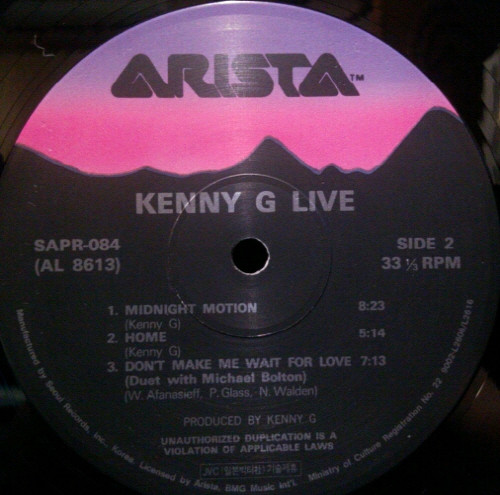 ARISTA™
KENNY G LIVE
SAPR-084
(AL 8613)
SIDE 2
33 ⅓ RPM
1. MIDNIGHT MOTION 8:23
(Kenny G)
2. HOME 5:14
(Kenny G)
3. DON'T MAKE ME WAIT FOR LOVE 7:13
(Duet with Michael Bolton)
(W. Afanasieff, P. Glass, N. Walden)
PRODUCED BY KENNY G
UNAUTHORIZED DUPLICATION IS A
VIOLATION OF APPLICABLE LAWS
Manufactured by Seoul Records, Inc., Korea. Licensed by Arista, BMG Music Int'l. Ministry of Culture Registration No. 22